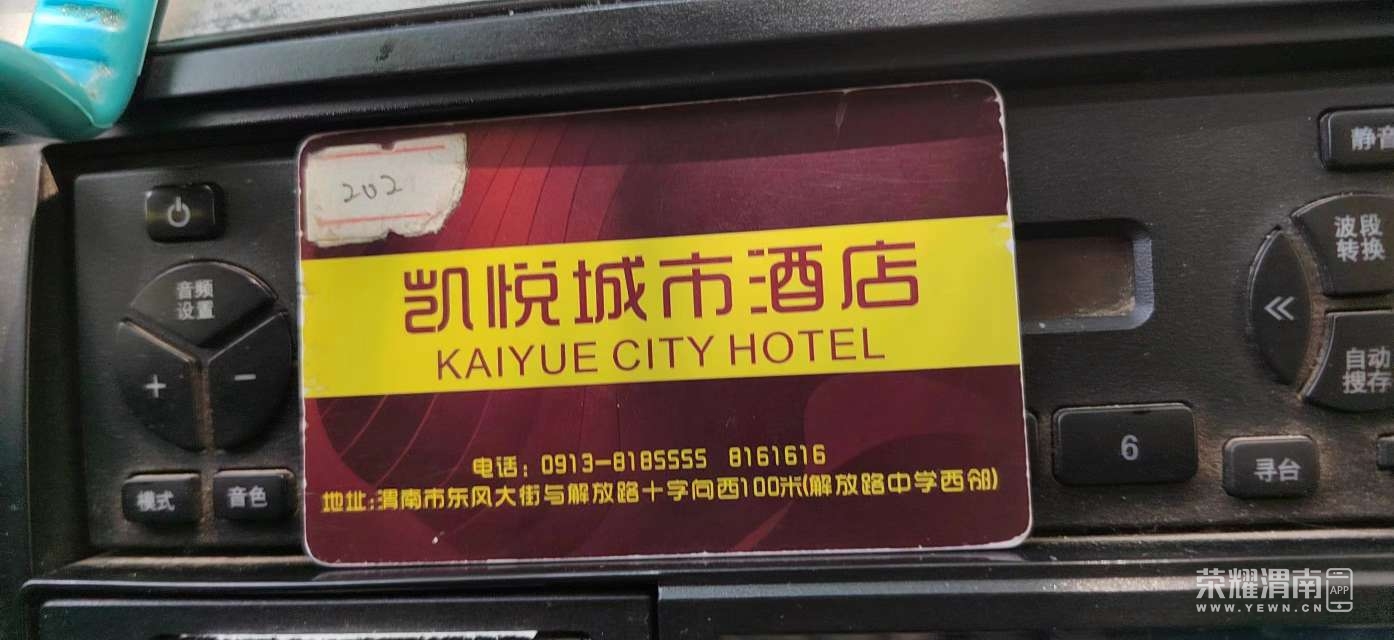 202
凯悦城市酒店
KAIYUE CITY HOTEL
电话：0913-8185555 8161616
地址:渭南市东风大街与解放路十字向西100米(解放路中学西邻)
音频
设置
+
-
模式
音色
静音
波段
转换
自动
搜存
6
寻台
荣耀渭南 APP
WWW.YEWN.CN